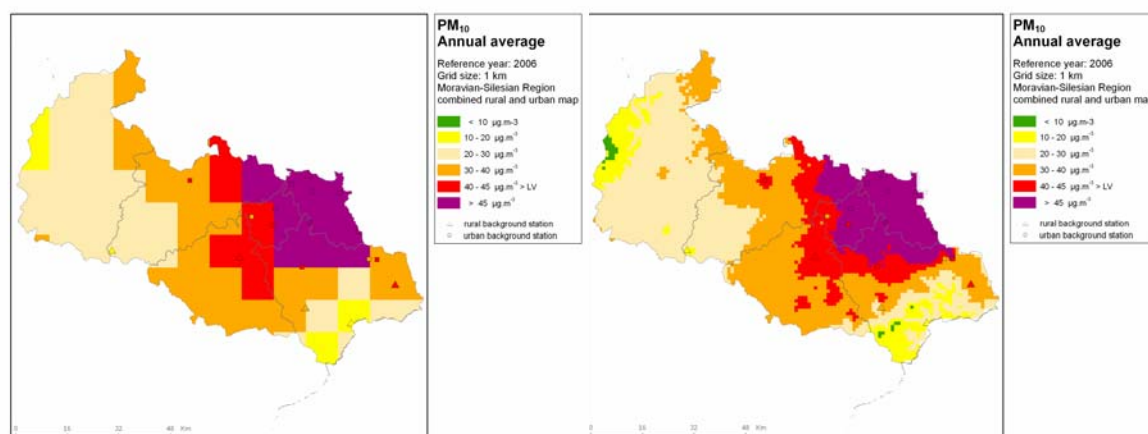 PM₁₀
Annual average
Reference year: 2006
Grid size: 1 km
Moravian-Silesian Region
combined rural and urban map
< 10 µg.m-3
10 - 20 µg.m⁻³
20 - 30 µg.m⁻³
30 - 40 µg.m⁻³
40 - 45 µg.m⁻³ > LV
> 45 µg.m⁻³
rural background station
urban background station
0 16 32 48 Km
PM₁₀
Annual average
Reference year: 2006
Grid size: 1 km
Moravian-Silesian Region
combined rural and urban ma
< 10 µg.m-3
10 - 20 µg.m⁻³
20 - 30 µg.m⁻³
30 - 40 µg.m⁻³
40 - 45 µg.m⁻³ > LV
> 45 µg.m⁻³
rural background station
urban background station
0 16 32 48 Km